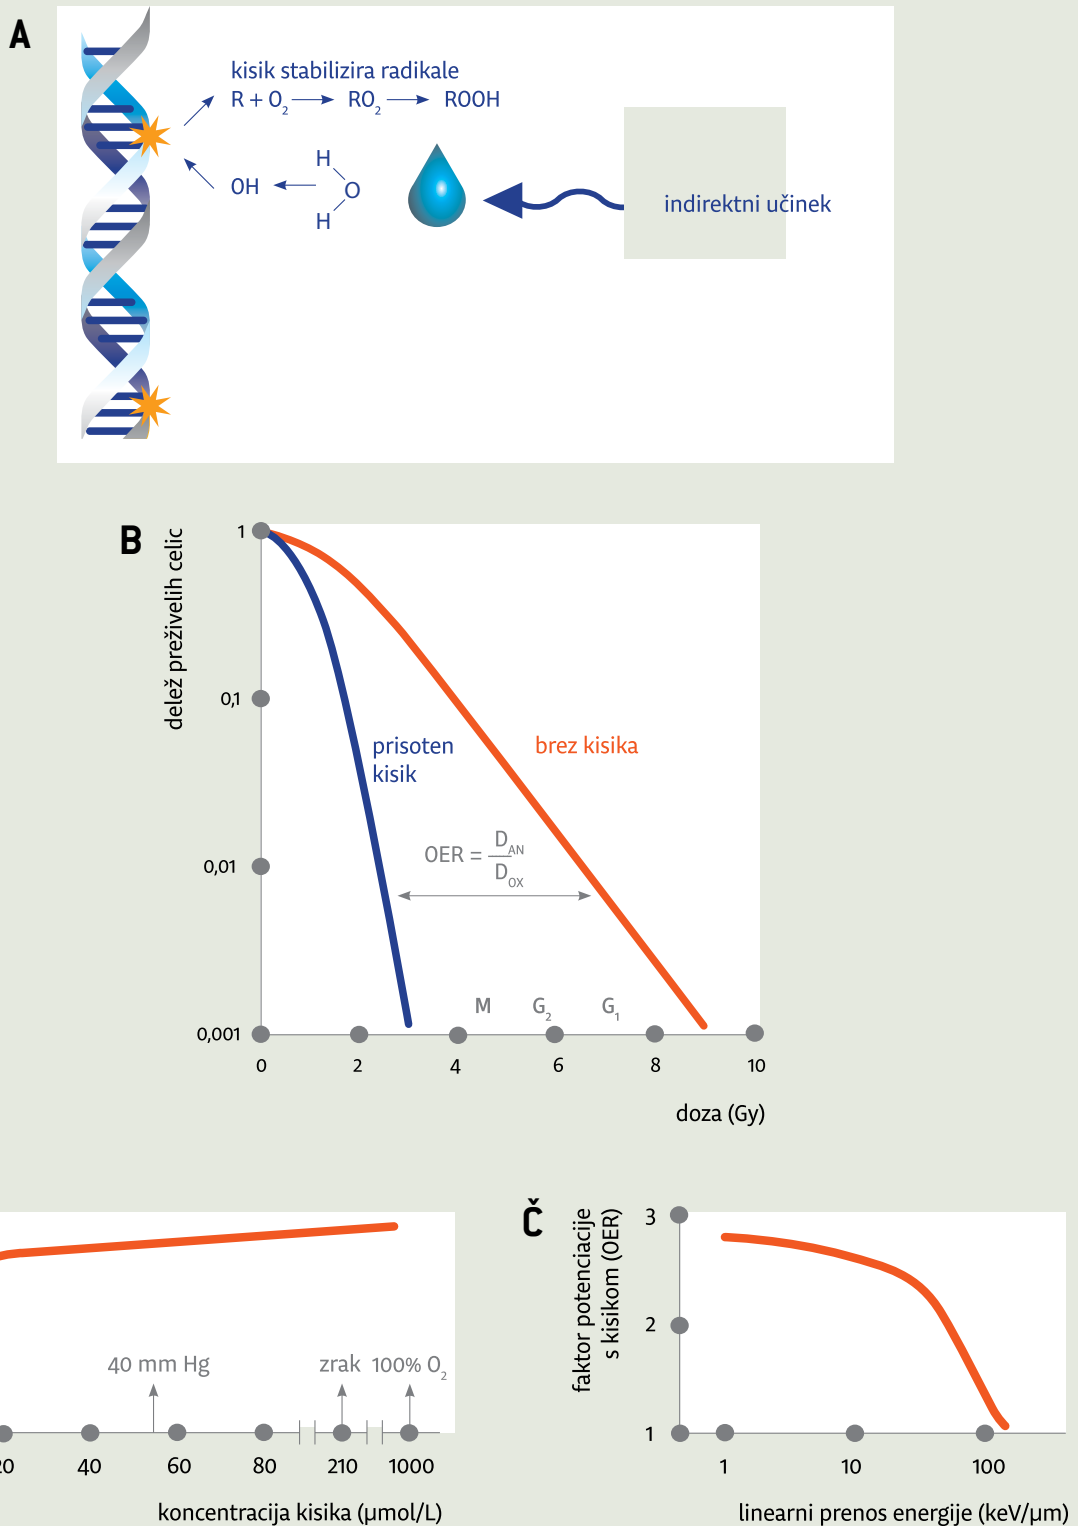 A
kisik stabilizira radikale
R + O₂ → RO₂ → ROOH
OH ← H O H
indirektni učinek
B
delež preživelih celic
1
0,1
0,01
0,001
prisoten
kisik
brez kisika
OER = D_AN / D_OX
M G₂ G₁
0 2 4 6 8 10
doza (Gy)
40 mm Hg zrak 100% O₂
20 40 60 80 210 1000
koncentracija kisika (µmol/L)
Č
faktor potenciacije
s kisikom (OER)
3
2
1
1 10 100
linearni prenos energije (keV/µm)